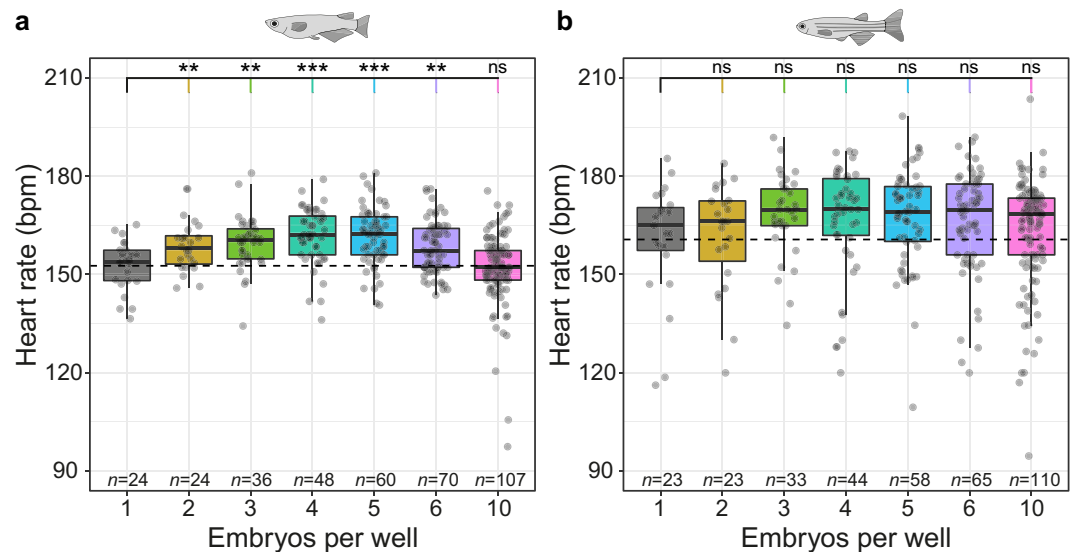 a
** ** *** *** ** ns
210
180
150
120
90
Heart rate (bpm)
n=24 n=24 n=36 n=48 n=60 n=70 n=107
1 2 3 4 5 6 10
Embryos per well
b
ns ns ns ns ns ns
210
180
150
120
90
Heart rate (bpm)
n=23 n=23 n=33 n=44 n=58 n=65 n=110
1 2 3 4 5 6 10
Embryos per well